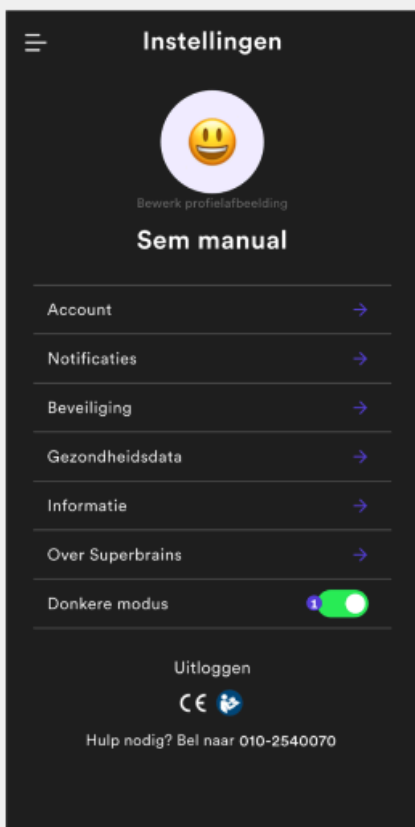 Instellingen
Bewerk profielafbeelding
Sem manual
Account
Notificaties
Beveiliging
Gezondheidsdata
Informatie
Over Superbrains
Donkere modus 1
Uitloggen
CE
Hulp nodig? Bel naar 010-2540070